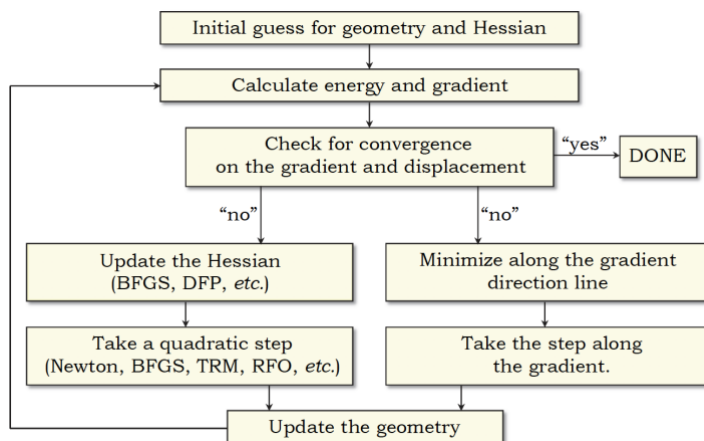 Initial guess for geometry and Hessian
Calculate energy and gradient
Check for convergence
on the gradient and displacement
“yes”
DONE
“no”
“no”
Update the Hessian
(BFGS, DFP, etc.)
Minimize along the gradient
direction line
Take a quadratic step
(Newton, BFGS, TRM, RFO, etc.)
Take the step along
the gradient.
Update the geometry